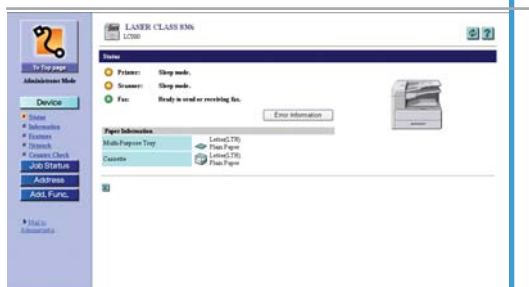 LASER CLASS 830i
To Top page
Administrator Mode
Device
Status
Information
Features
Network
Counter Check
Job Status
Address
Add. Func.
Mail to
Administrator
Status
Printer: Sleep mode.
Scanner: Sleep mode.
Fax: Ready to send or receiving fax.
Error Information
Paper Information
Multi-Purpose Tray
Letter(LTR)
Plain Paper
Cassette
Letter(LTR)
Plain Paper